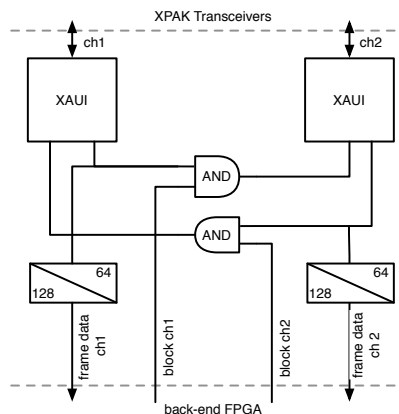 XPAK Transceivers
ch1
ch2
XAUI
XAUI
AND
AND
64
128
64
128
frame data
ch1
block ch1
block ch2
frame data
ch 2
back-end FPGA